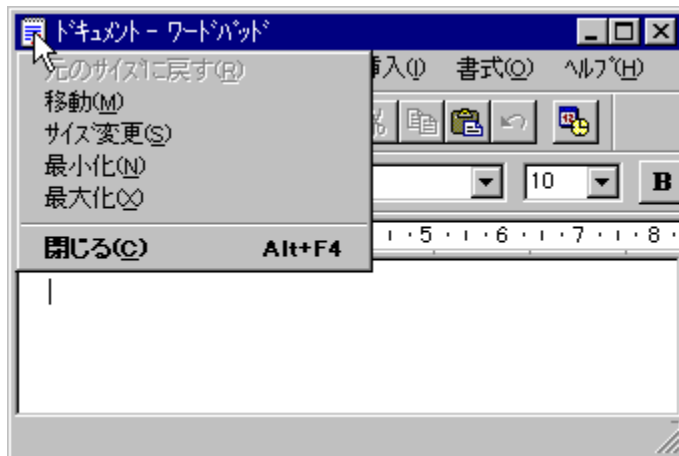 ドキュメント - ワードパッド
元のサイズに戻す(R)
挿入(I) 書式(O) ヘルプ(H)
移動(M)
サイズ変更(S)
最小化(N)
10 B
最大化(X)
閉じる(C) Alt+F4
5 6 7 8